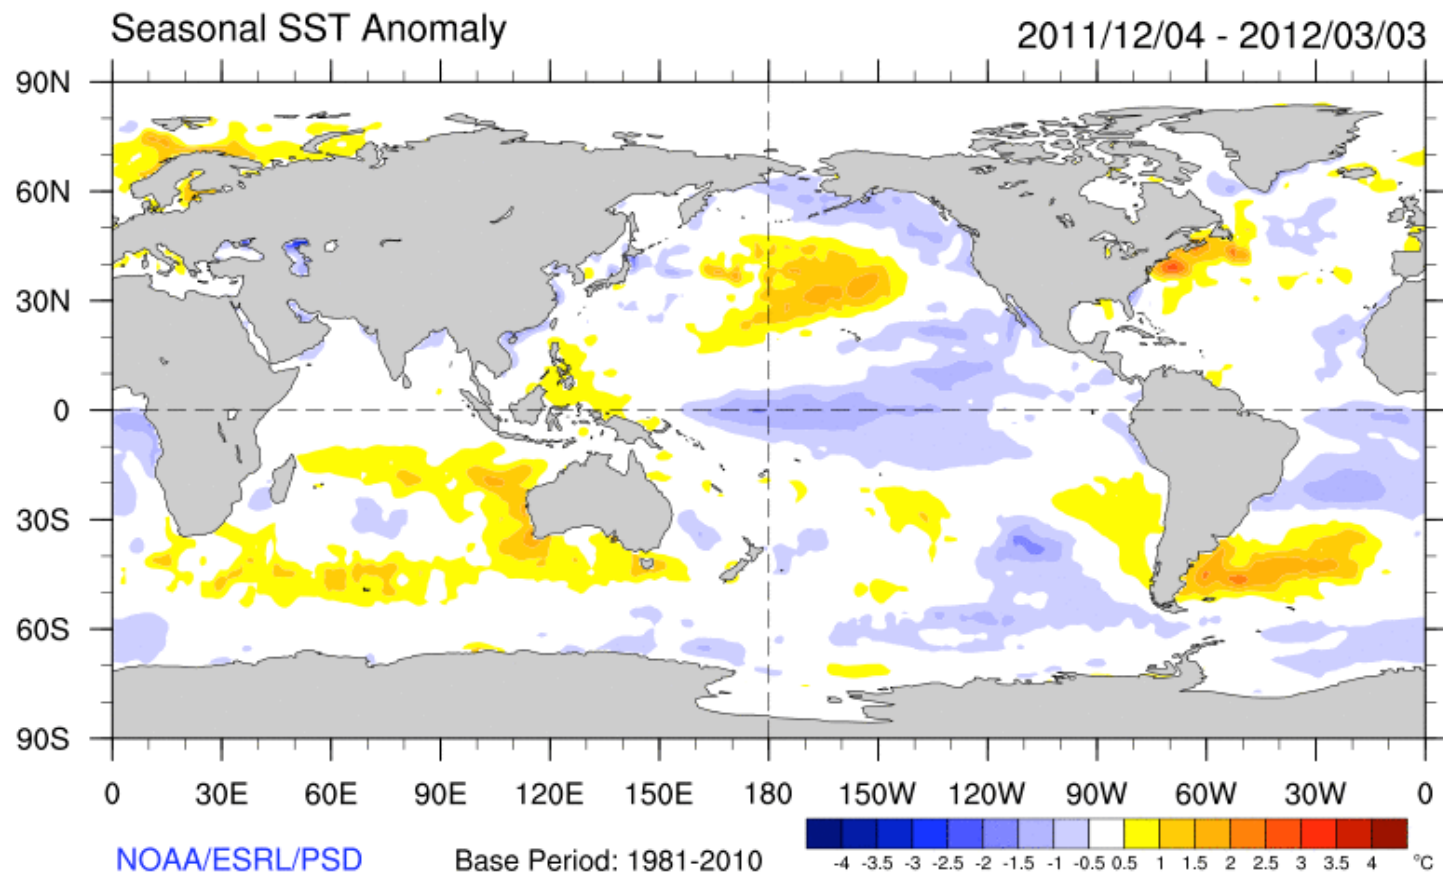 Seasonal SST Anomaly
2011/12/04 - 2012/03/03
90N
60N
30N
0
30S
60S
90S
0 30E 60E 90E 120E 150E 180 150W 120W 90W 60W 30W 0
-4 -3.5 -3 -2.5 -2 -1.5 -1 -0.5 0.5 1 1.5 2 2.5 3 3.5 4 °C
NOAA/ESRL/PSD
Base Period: 1981-2010